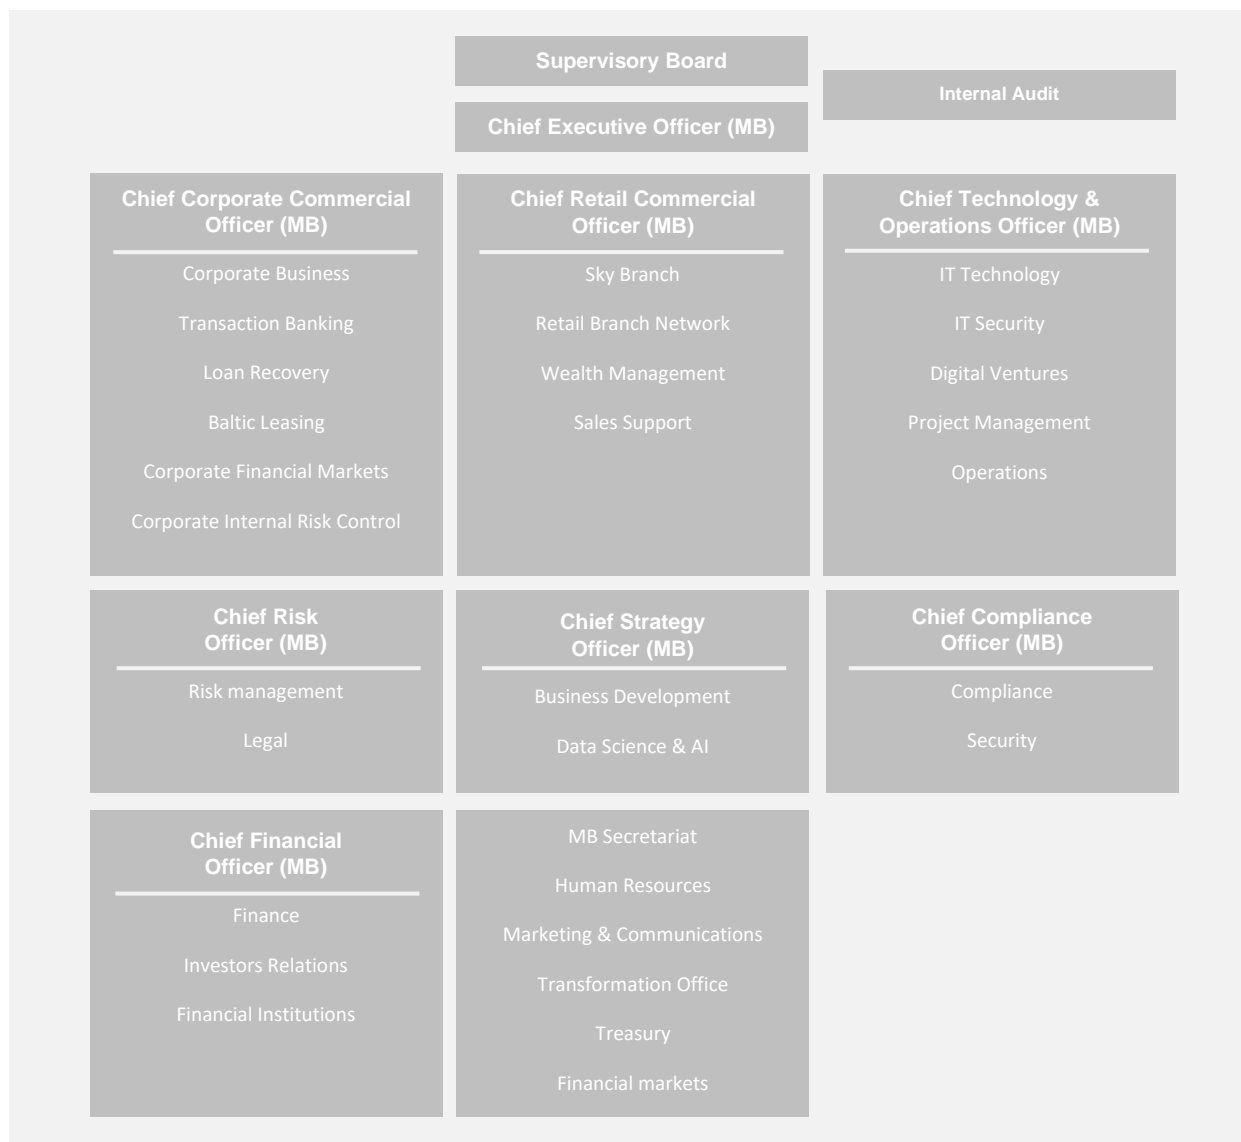 Supervisory Board
Internal Audit
Chief Executive Officer (MB)
Chief Corporate Commercial
Officer (MB)
Corporate Business
Transaction Banking
Loan Recovery
Baltic Leasing
Corporate Financial Markets
Corporate Internal Risk Control
Chief Retail Commercial
Officer (MB)
Sky Branch
Retail Branch Network
Wealth Management
Sales Support
Chief Technology &
Operations Officer (MB)
IT Technology
IT Security
Digital Ventures
Project Management
Operations
Chief Risk
Officer (MB)
Risk management
Legal
Chief Strategy
Officer (MB)
Business Development
Data Science & AI
Chief Compliance
Officer (MB)
Compliance
Security
Chief Financial
Officer (MB)
Finance
Investors Relations
Financial Institutions
MB Secretariat
Human Resources
Marketing & Communications
Transformation Office
Treasury
Financial markets